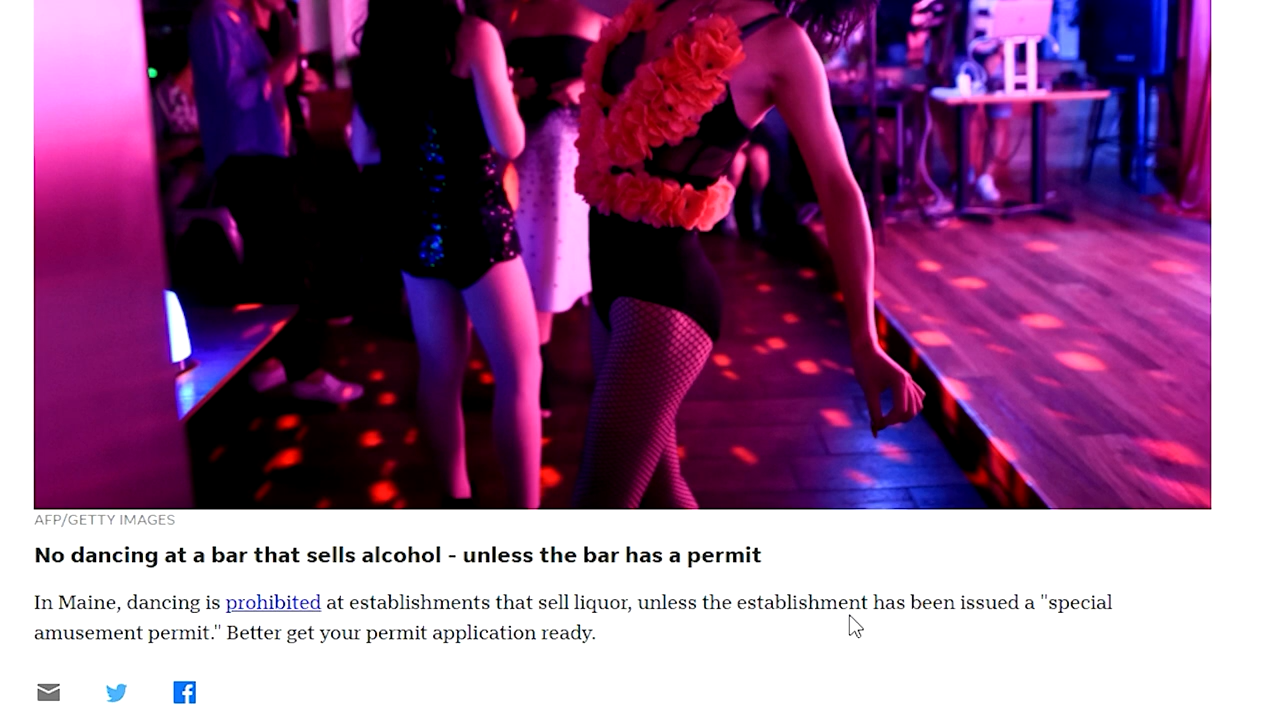 AFP/GETTY IMAGES
No dancing at a bar that sells alcohol - unless the bar has a permit
In Maine, dancing is prohibited at establishments that sell liquor, unless the establishment has been issued a "special
amusement permit." Better get your permit application ready.